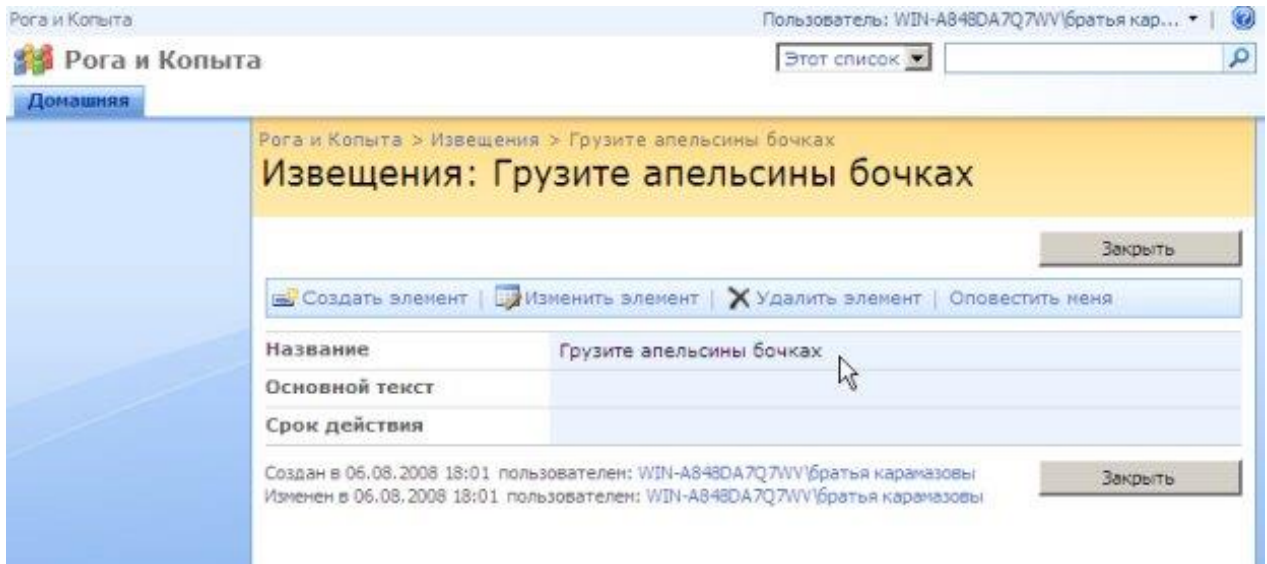 Рога и Копыта
Пользователь: WIN-A848DA7Q7WV\братья кар... |
Рога и Копыта
Этот список
Домашняя
Рога и Копыта > Извещения > Грузите апельсины бочках
Извещения: Грузите апельсины бочках
Закрыть
Создать элемент | Изменить элемент | Удалить элемент | Оповестить меня
Название Грузите апельсины бочках
Основной текст
Срок действия
Создан в 06.08.2008 18:01 пользователем: WIN-A848DA7Q7WV\братья карамазовы
Изменен в 06.08.2008 18:01 пользователем: WIN-A848DA7Q7WV\братья карамазовы
Закрыть